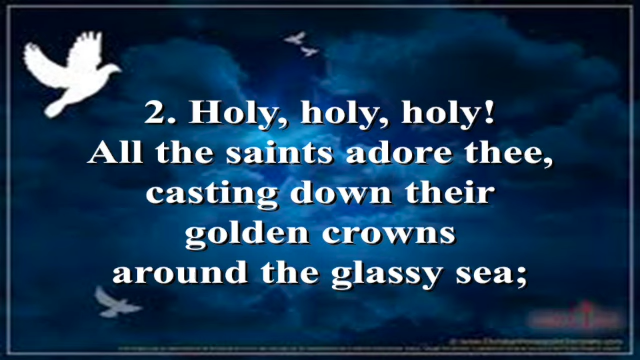 2. Holy, holy, holy!
All the saints adore thee,
casting down their
golden crowns
around the glassy sea;